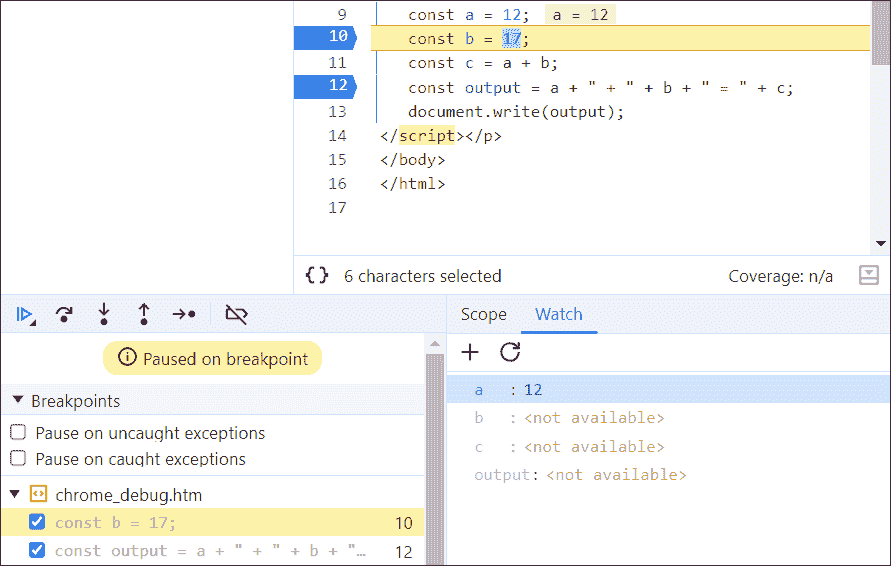 9 const a = 12; a = 12
10 const b = 17;
11 const c = a + b;
12 const output = a + " + " + b + " = " + c;
13 document.write(output);
14 </script></p>
15 </body>
16 </html>
17
{} 6 characters selected Coverage: n/a
Paused on breakpoint
Breakpoints
Pause on uncaught exceptions
Pause on caught exceptions
chrome_debug.htm
const b = 17; 10
const output = a + " + " + b + "… 12
Scope Watch
a : 12
b : <not available>
c : <not available>
output: <not available>